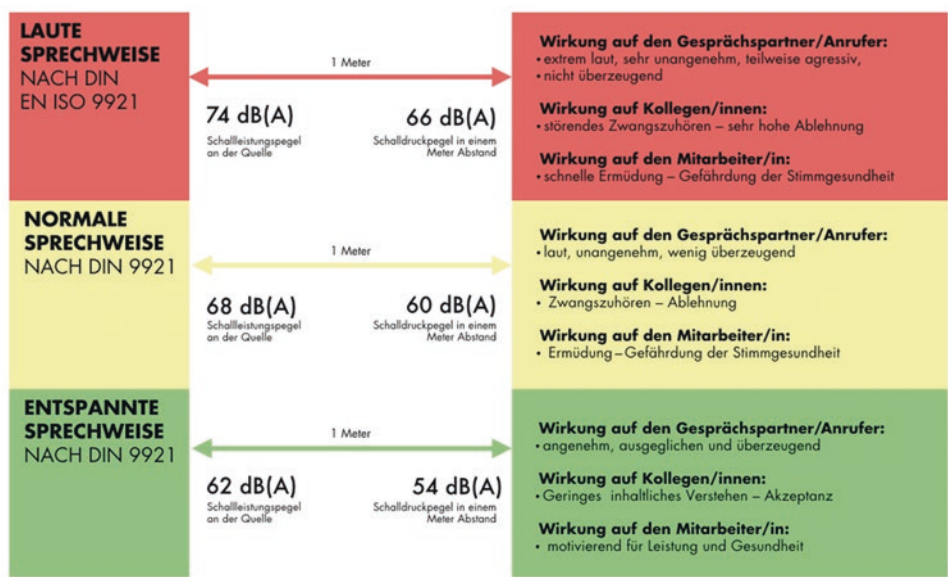 LAUTE
SPRECHWEISE
NACH DIN
EN ISO 9921
1 Meter
74 dB(A)
Schallleistungspegel
an der Quelle
66 dB(A)
Schalldruckpegel in einem
Meter Abstand
Wirkung auf den Gesprächspartner/Anrufer:
• extrem laut, sehr unangenehm, teilweise agressiv,
• nicht überzeugend
Wirkung auf Kollegen/innen:
• störendes Zwangszuhören – sehr hohe Ablehnung
Wirkung auf den Mitarbeiter/in:
• schnelle Ermüdung – Gefährdung der Stimmgesundheit
NORMALE
SPRECHWEISE
NACH DIN 9921
1 Meter
68 dB(A)
Schallleistungspegel
an der Quelle
60 dB(A)
Schalldruckpegel in einem
Meter Abstand
Wirkung auf den Gesprächspartner/Anrufer:
• laut, unangenehm, wenig überzeugend
Wirkung auf Kollegen/innen:
• Zwangszuhören – Ablehnung
Wirkung auf den Mitarbeiter/in:
• Ermüdung – Gefährdung der Stimmgesundheit
ENTSPANNTE
SPRECHWEISE
NACH DIN 9921
1 Meter
62 dB(A)
Schallleistungspegel
an der Quelle
54 dB(A)
Schalldruckpegel in einem
Meter Abstand
Wirkung auf den Gesprächspartner/Anrufer:
• angenehm, ausgeglichen und überzeugend
Wirkung auf Kollegen/innen:
• Geringes inhaltliches Verstehen – Akzeptanz
Wirkung auf den Mitarbeiter/in:
• motivierend für Leistung und Gesundheit